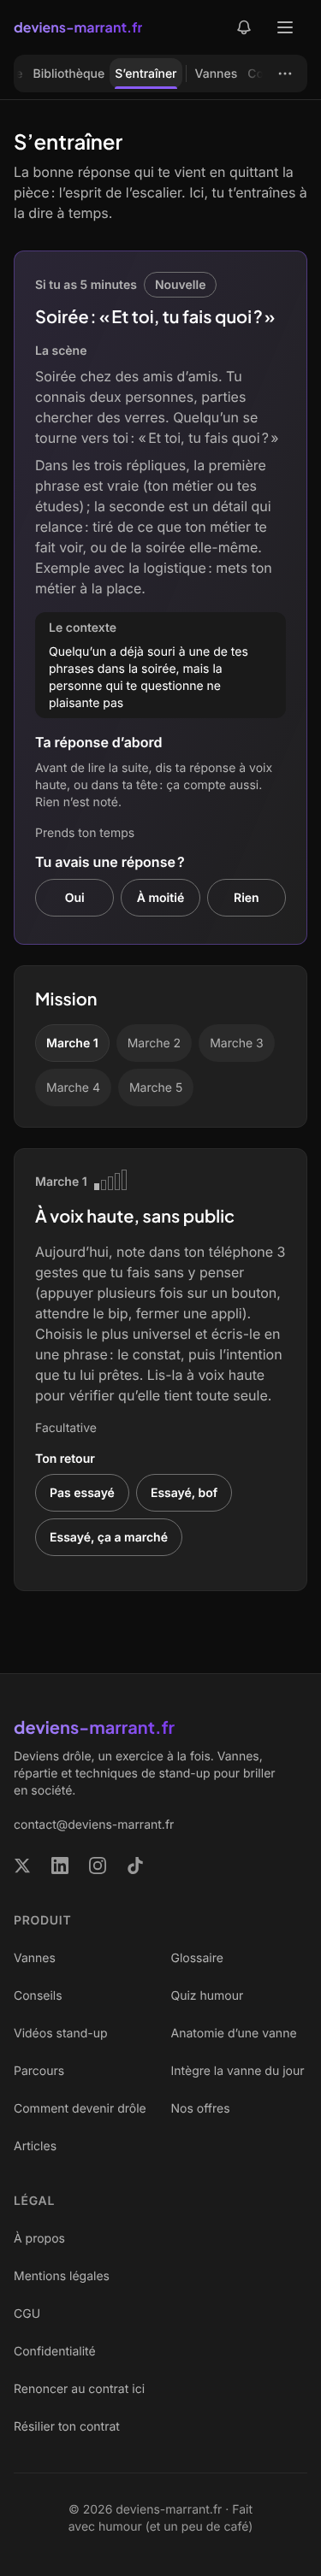 deviens-marrant.fr
Bibliothèque
S’entraîner
Vannes
S’entraîner
La bonne réponse qui te vient en quittant la
pièce : l’esprit de l’escalier. Ici, tu t’entraînes à
la dire à temps.
Si tu as 5 minutes
Nouvelle
Soirée : « Et toi, tu fais quoi ? »
La scène
Soirée chez des amis d’amis. Tu
connais deux personnes, parties
chercher des verres. Quelqu’un se
tourne vers toi : « Et toi, tu fais quoi ? »
Dans les trois répliques, la première
phrase est vraie (ton métier ou tes
études) ; la seconde est un détail qui
relance : tiré de ce que ton métier te
fait voir, ou de la soirée elle-même.
Exemple avec la logistique : mets ton
métier à la place.
Le contexte
Quelqu’un a déjà souri à une de tes
phrases dans la soirée, mais la
personne qui te questionne ne
plaisante pas
Ta réponse d’abord
Avant de lire la suite, dis ta réponse à voix
haute, ou dans ta tête : ça compte aussi.
Rien n’est noté.
Prends ton temps
Tu avais une réponse ?
Oui
À moitié
Rien
Mission
Marche 1
Marche 2
Marche 3
Marche 4
Marche 5
Marche 1
À voix haute, sans public
Aujourd’hui, note dans ton téléphone 3
gestes que tu fais sans y penser
(appuyer plusieurs fois sur un bouton,
attendre le bip, fermer une appli).
Choisis le plus universel et écris-le en
une phrase : le constat, puis l’intention
que tu lui prêtes. Lis-la à voix haute
pour vérifier qu’elle tient toute seule.
Facultative
Ton retour
Pas essayé
Essayé, bof
Essayé, ça a marché
deviens-marrant.fr
Deviens drôle, un exercice à la fois. Vannes,
répartie et techniques de stand-up pour briller
en société.
contact@deviens-marrant.fr
PRODUIT
Vannes
Glossaire
Conseils
Quiz humour
Vidéos stand-up
Anatomie d’une vanne
Parcours
Intègre la vanne du jour
Comment devenir drôle
Nos offres
Articles
LÉGAL
À propos
Mentions légales
CGU
Confidentialité
Renoncer au contrat ici
Résilier ton contrat
© 2026 deviens-marrant.fr · Fait
avec humour (et un peu de café)